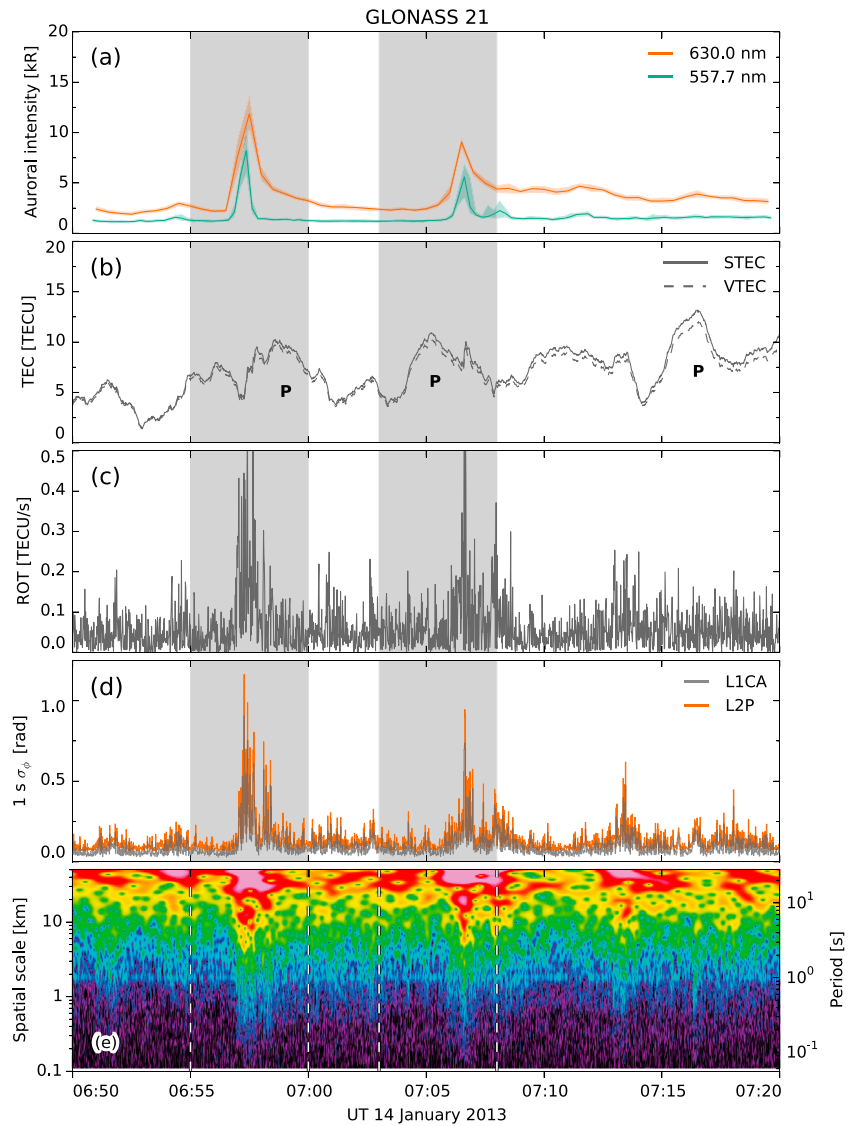 GLONASS 21
20
15
10
5
0
Auroral intensity [kR]
(a)
630.0 nm
557.7 nm
20
15
10
5
0
TEC [TECU]
(b)
STEC
VTEC
P
P
P
0.5
0.4
0.3
0.2
0.1
0.0
ROT [TECU/s]
(c)
1.0
0.5
0.0
1 s σϕ [rad]
(d)
L1CA
L2P
10
1
0.1
Spatial scale [km]
(e)
10¹
10⁰
10⁻¹
Period [s]
06:50 06:55 07:00 07:05 07:10 07:15 07:20
UT 14 January 2013